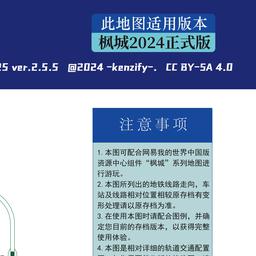 此地图适用版本
枫城2024正式版
25 ver.2.5.5 @2024 -kenzify-. CC BY-SA 4.0
注意事项
1. 本图可配合网易我的世界中国版
资源中心组件“枫城”系列地图进
行游玩。
2. 本图所列出的地铁线路走向，车
站及线路相对位置相较原存档有变
形处理请以原存档为准。
3. 在使用本图时请配合图例，并确
定您目前的存档版本，以获得完整
使用体验。
4. 本图是相对详细的轨道交通配置